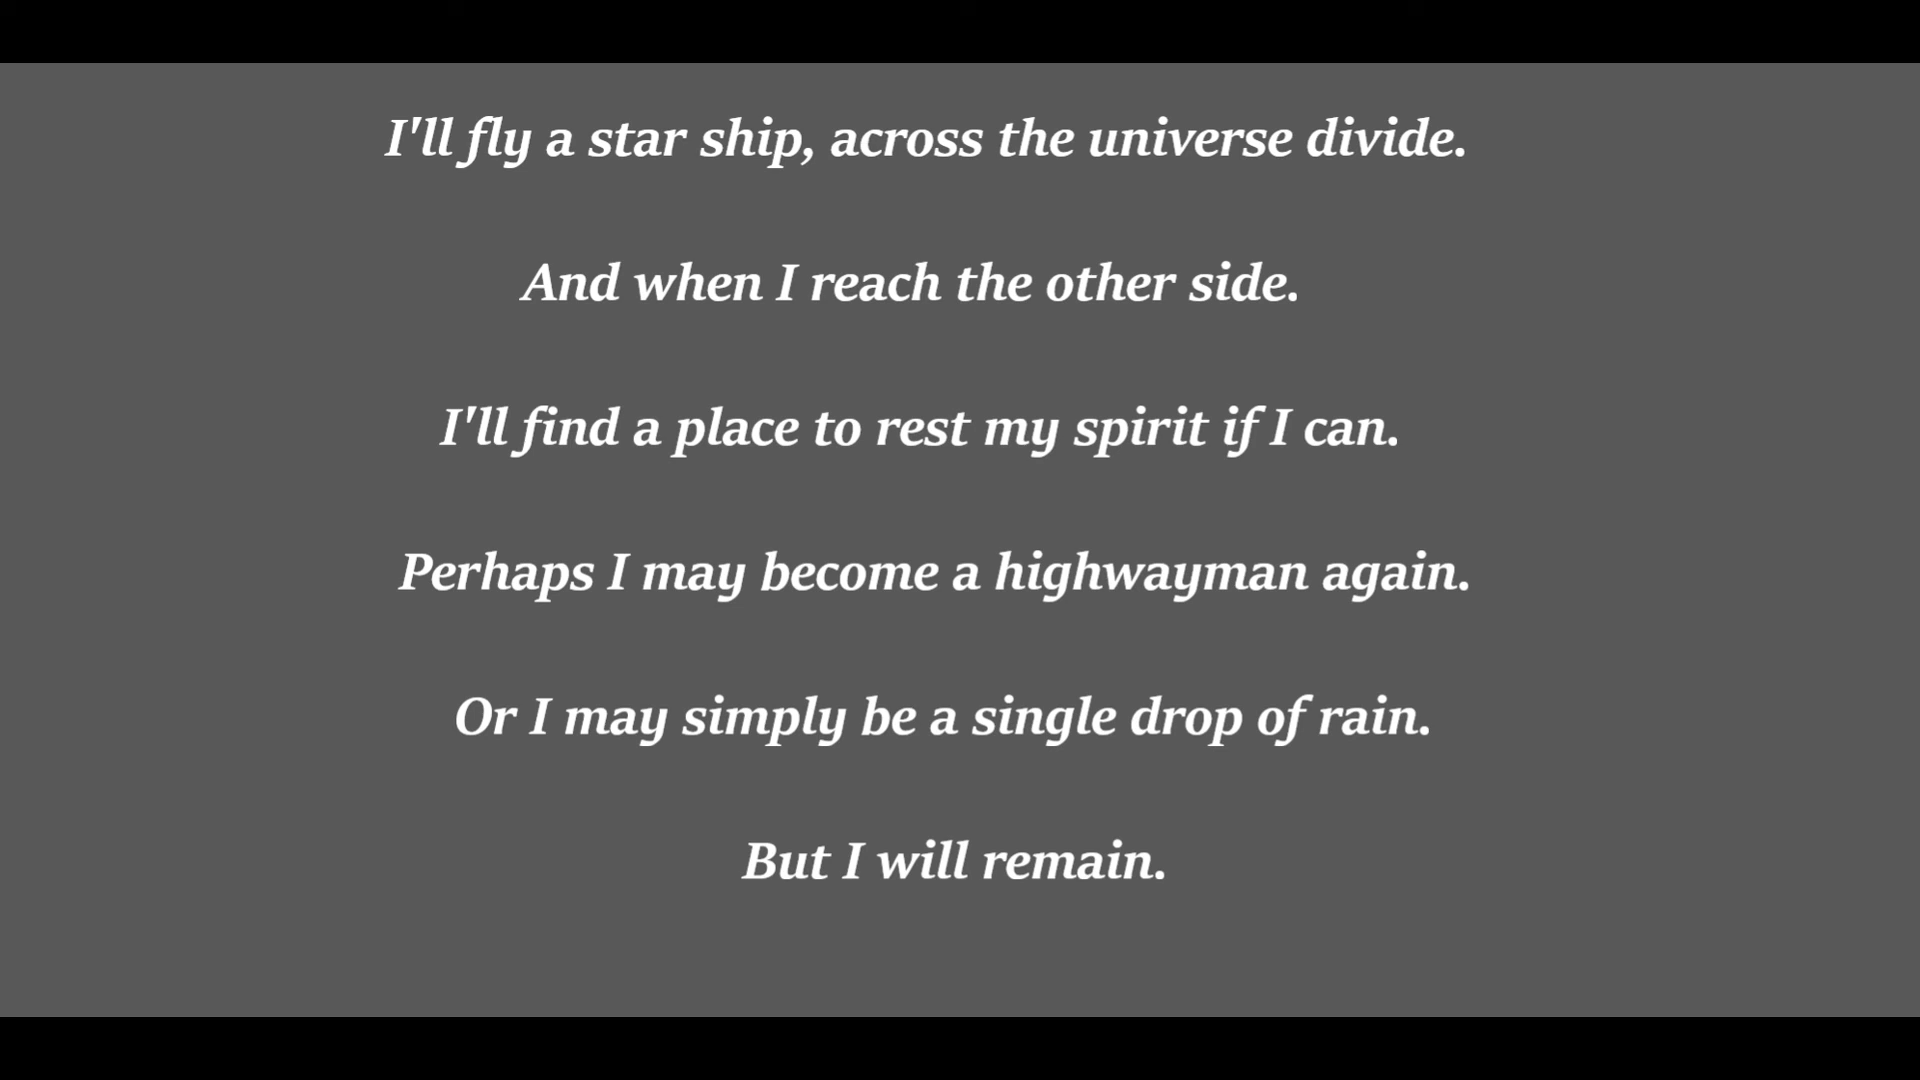 I'll fly a star ship, across the universe divide.
And when I reach the other side.
I'll find a place to rest my spirit if I can.
Perhaps I may become a highwayman again.
Or I may simply be a single drop of rain.
But I will remain.